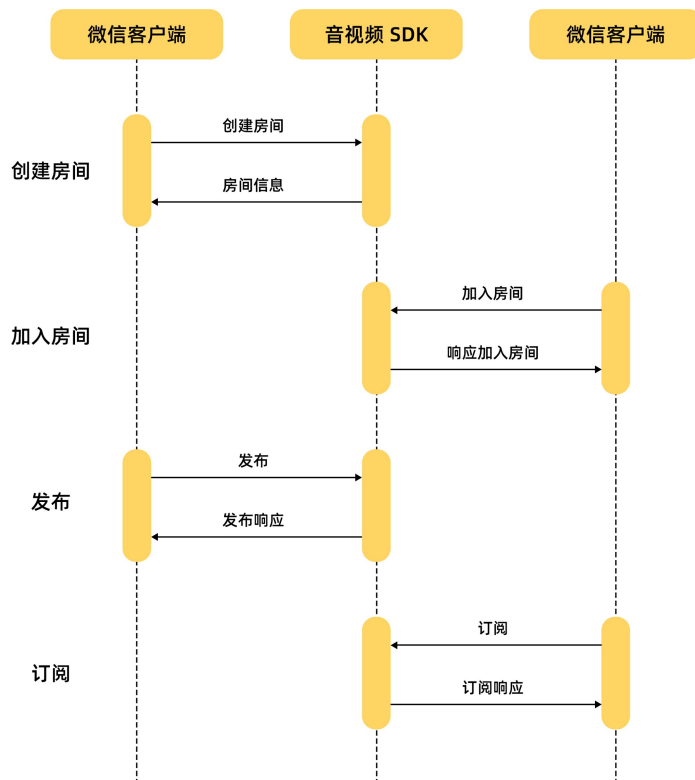 微信客户端
音视频 SDK
微信客户端
创建房间
创建房间
房间信息
加入房间
加入房间
响应加入房间
发布
发布
发布响应
订阅
订阅
订阅响应